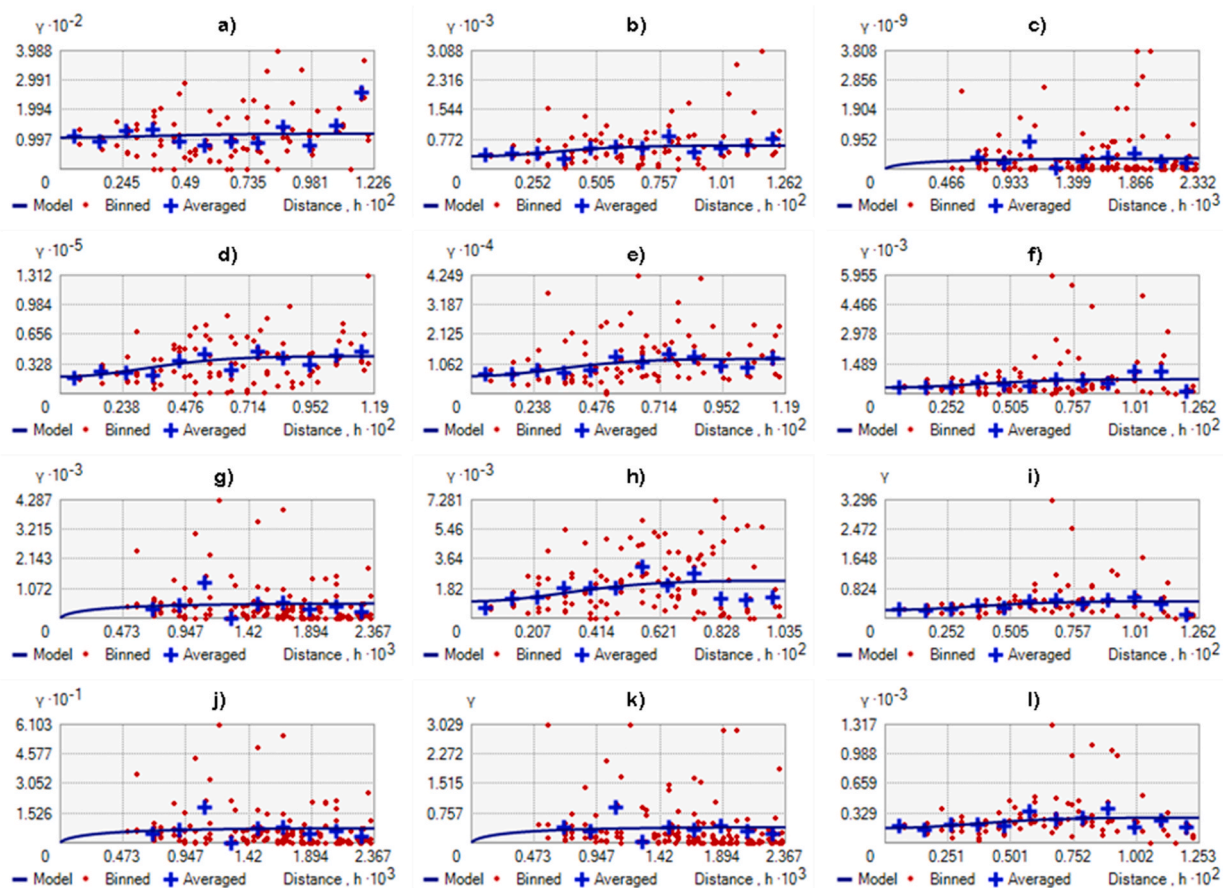 a) b) c)
γ·10-2 γ·10-3 γ·10-9
3.988 3.088 3.808
2.991 2.316 2.856
1.994 1.544 1.904
0.997 0.772 0.952
0 0.245 0.49 0.735 0.981 1.226 0 0.252 0.505 0.757 1.01 1.262 0 0.466 0.933 1.399 1.866 2.332
Model Binned Averaged Distance, h·102 Model Binned Averaged Distance, h·102 Model Binned Averaged Distance, h·103
d) e) f)
γ·10-5 γ·10-4 γ·10-3
1.312 4.249 5.955
0.984 3.187 4.466
0.656 2.125 2.978
0.328 1.062 1.489
0 0.238 0.476 0.714 0.952 1.19 0 0.238 0.476 0.714 0.952 1.19 0 0.252 0.505 0.757 1.01 1.262
Model Binned Averaged Distance, h·102 Model Binned Averaged Distance, h·102 Model Binned Averaged Distance, h·102
g) h) i)
γ·10-3 γ·10-3 γ
4.287 7.281 3.296
3.215 5.46 2.472
2.143 3.64 1.648
1.072 1.82 0.824
0 0.473 0.947 1.42 1.894 2.367 0 0.207 0.414 0.621 0.828 1.035 0 0.252 0.505 0.757 1.01 1.262
Model Binned Averaged Distance, h·103 Model Binned Averaged Distance, h·102 Model Binned Averaged Distance, h·102
j) k) l)
γ·10-1 γ γ·10-3
6.103 3.029 1.317
4.577 2.272 0.988
3.052 1.515 0.659
1.526 0.757 0.329
0 0.473 0.947 1.42 1.894 2.367 0 0.473 0.947 1.42 1.894 2.367 0 0.251 0.501 0.752 1.002 1.253
Model Binned Averaged Distance, h·103 Model Binned Averaged Distance, h·103 Model Binned Averaged Distance, h·102